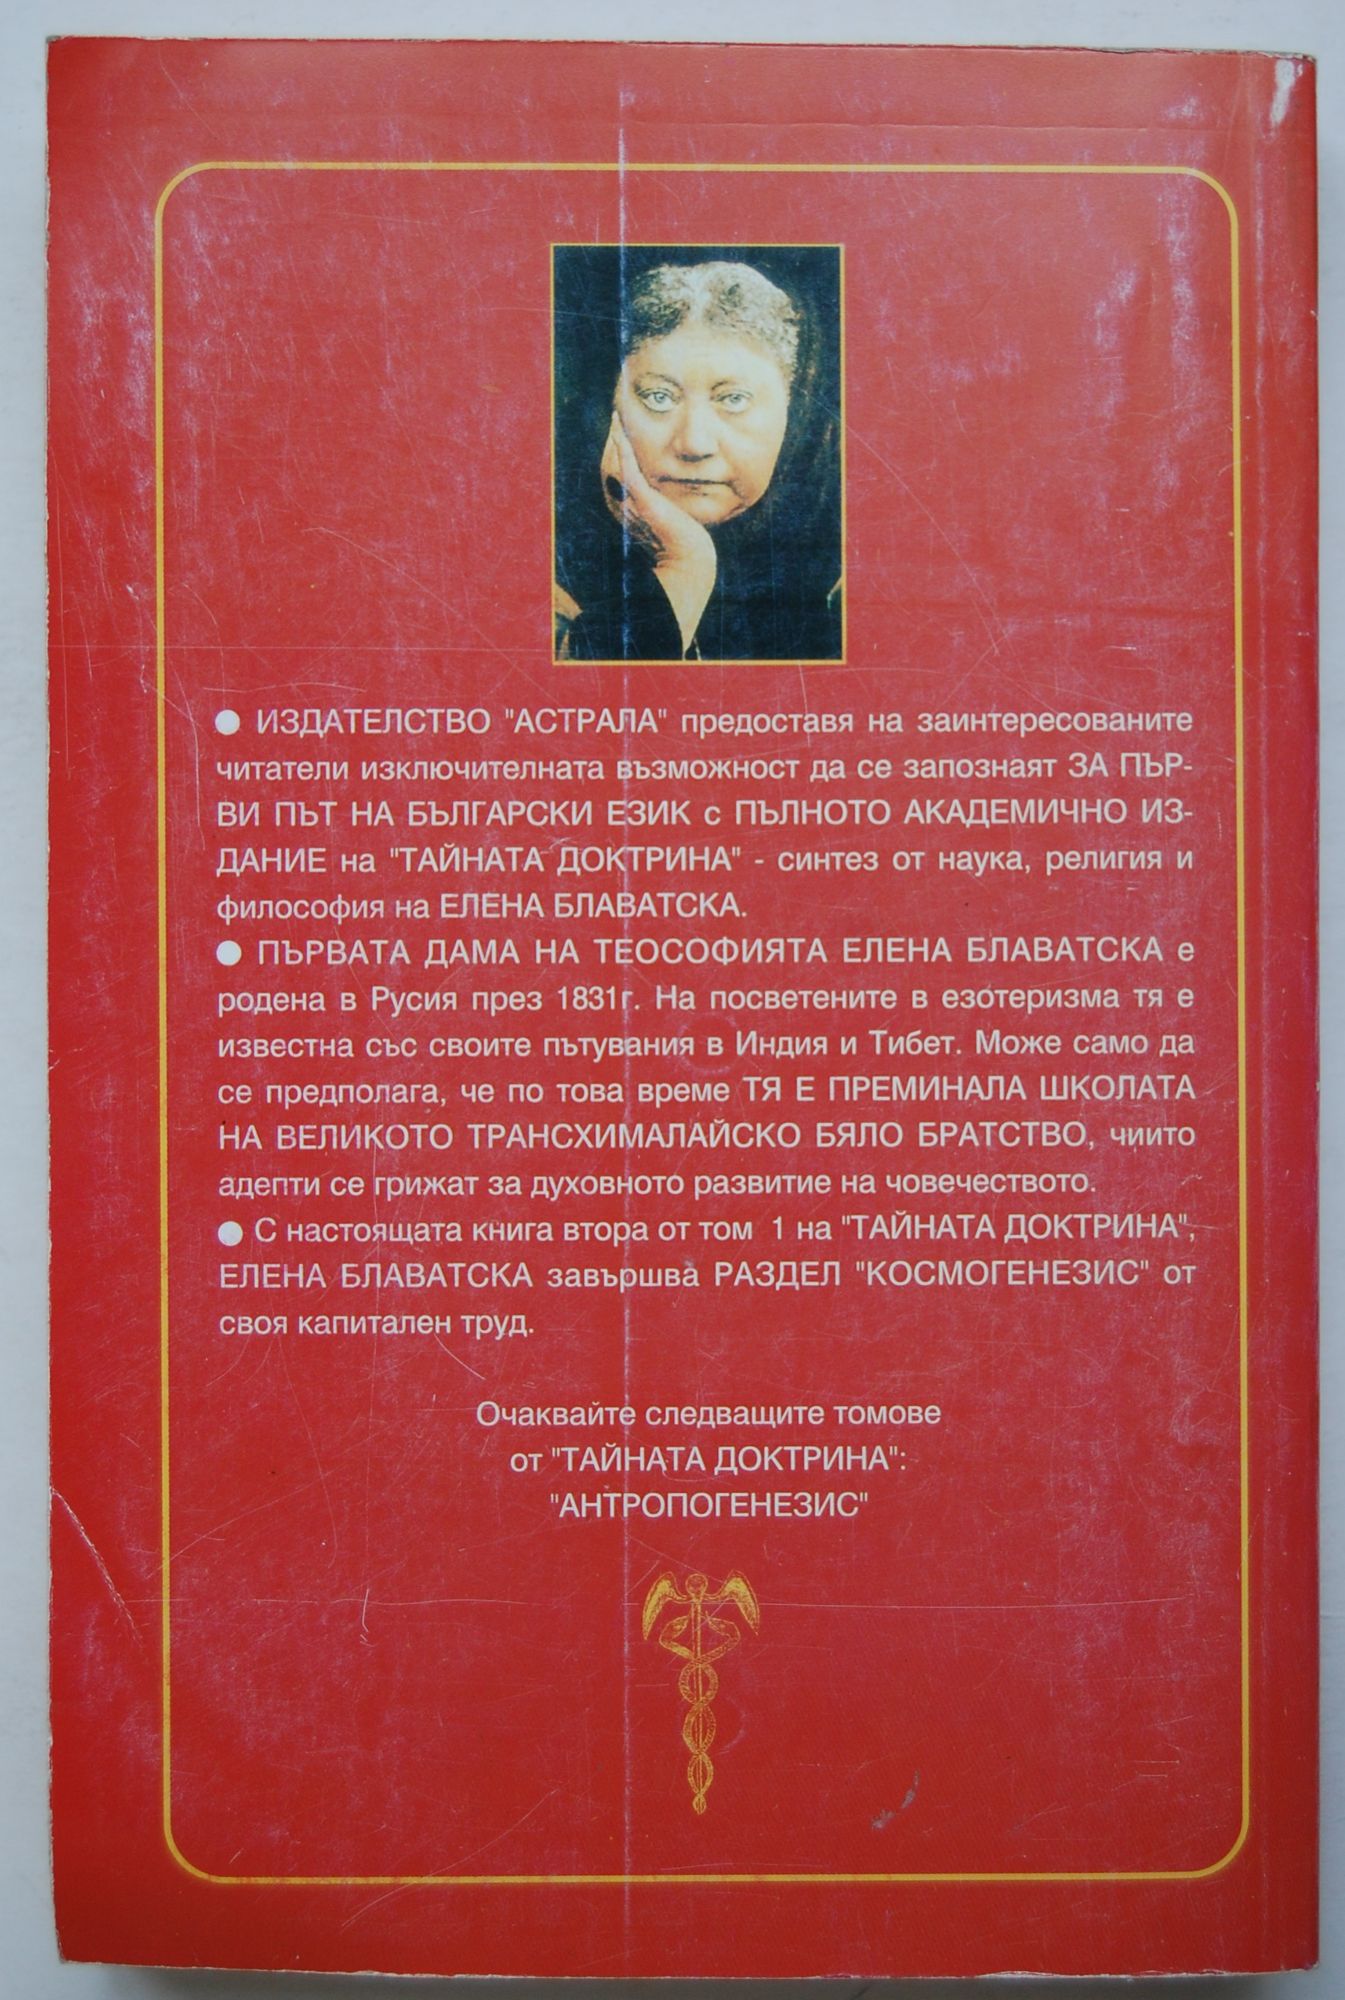 ● ИЗДАТЕЛСТВО "АСТРАЛА" предоставя на заинтересованите
читатели изключителната възможност да се запознаят ЗА ПЪР-
ВИ ПЪТ НА БЪЛГАРСКИ ЕЗИК с ПЪЛНОТО АКАДЕМИЧНО ИЗ-
ДАНИЕ на "ТАЙНАТА ДОКТРИНА" - синтез от наука, религия и
философия на ЕЛЕНА БЛАВАТСКА.
● ПЪРВАТА ДАМА НА ТЕОСОФИЯТА ЕЛЕНА БЛАВАТСКА е
родена в Русия през 1831г. На посветените в езотеризма тя е
известна със своите пътувания в Индия и Тибет. Може само да
се предполага, че по това време ТЯ Е ПРЕМИНАЛА ШКОЛАТА
НА ВЕЛИКОТО ТРАНСХИМАЛАЙСКО БЯЛО БРАТСТВО, чиито
адепти се грижат за духовното развитие на човечеството.
● С настоящата книга втора от том 1 на "ТАЙНАТА ДОКТРИНА",
ЕЛЕНА БЛАВАТСКА завършва РАЗДЕЛ "КОСМОГЕНЕЗИС" от
своя капитален труд.
Очаквайте следващите томове
от "ТАЙНАТА ДОКТРИНА":
"АНТРОПОГЕНЕЗИС"